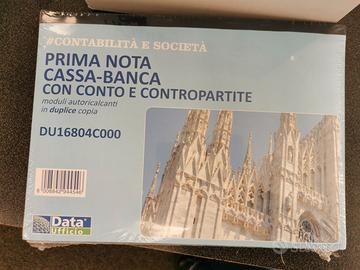 #CONTABILITÀ E SOCIETÀ
PRIMA NOTA
CASSA-BANCA
CON CONTO E CONTROPARTITE
moduli autoricalcanti
in duplice copia
DU16804C000
Data
Ufficio